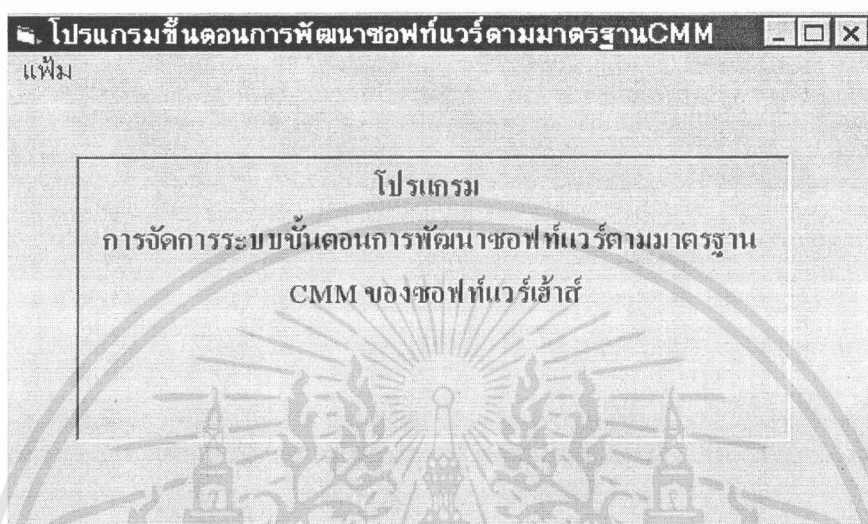 โปรแกรมขั้นตอนการพัฒนาซอฟท์แวร์ตามมาตรฐานCMM
แฟ้ม
โปรแกรม
การจัดการระบบขั้นตอนการพัฒนาซอฟท์แวร์ตามมาตรฐาน
CMM ของซอฟท์แวร์เฮ้าส์